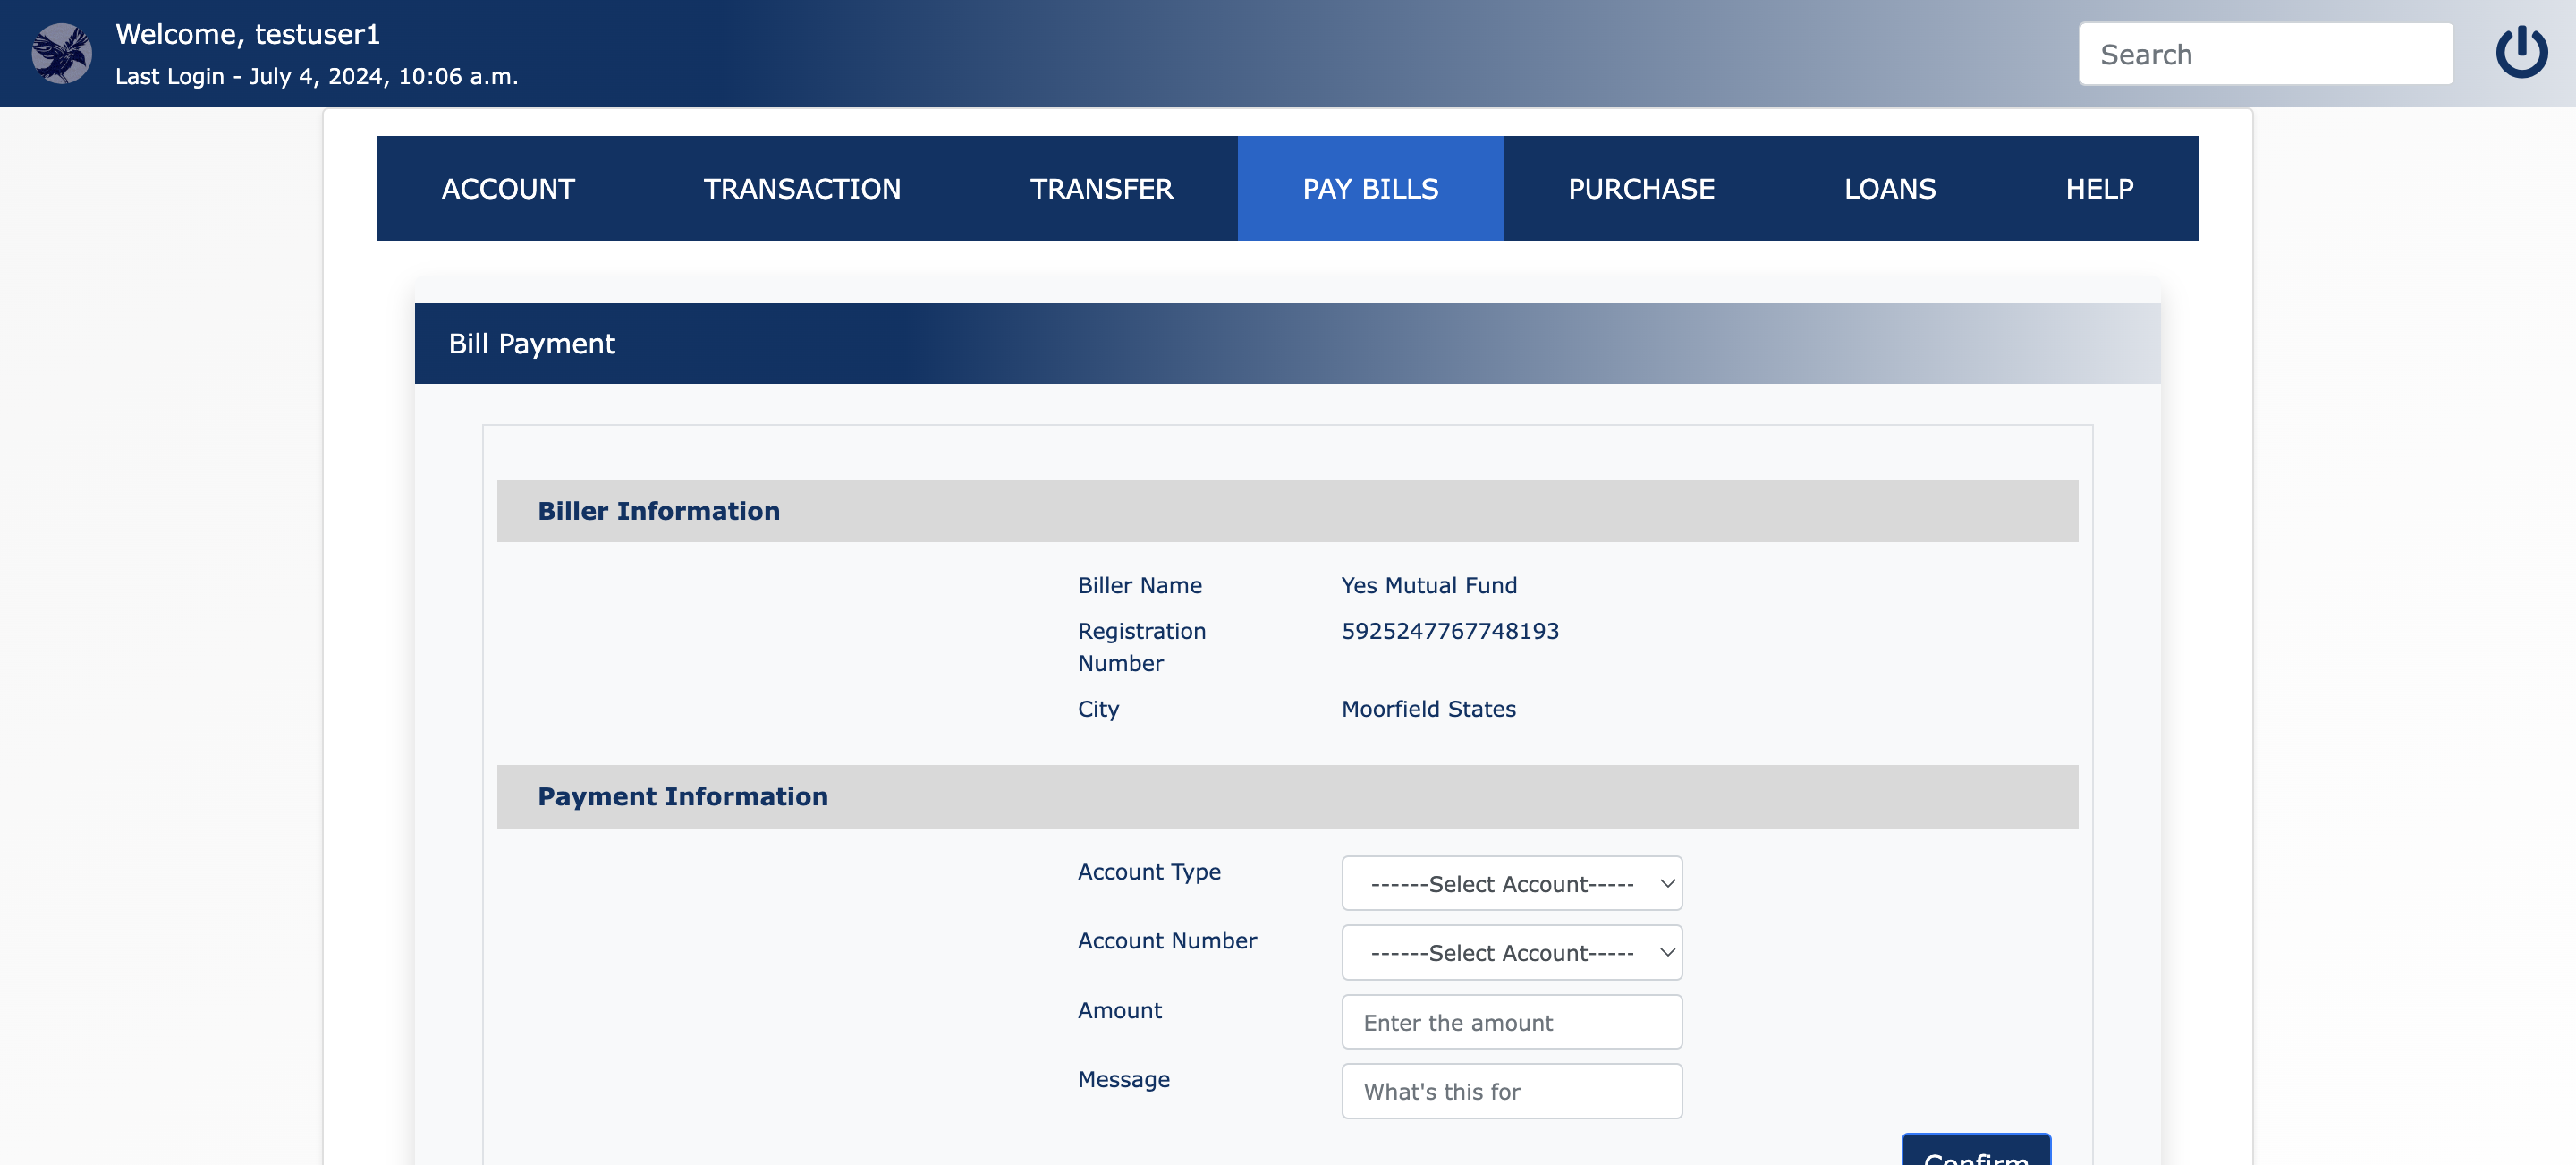 Welcome, testuser1
Last Login - July 4, 2024, 10:06 a.m.
Search
ACCOUNT TRANSACTION TRANSFER PAY BILLS PURCHASE LOANS HELP
Bill Payment
Biller Information
Biller Name Yes Mutual Fund
Registration 5925247767748193
Number
City Moorfield States
Payment Information
Account Type ------Select Account-----
Account Number ------Select Account-----
Amount Enter the amount
Message What's this for
Confirm